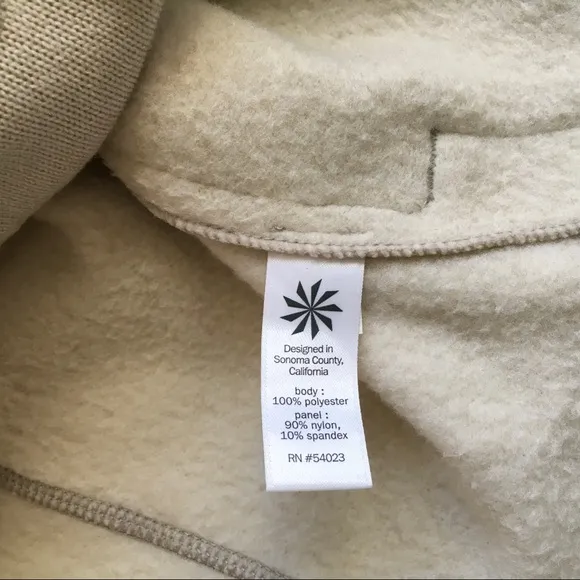 Designed in
Sonoma County,
California
body :
100% polyester
panel :
90% nylon,
10% spandex
RN #54023